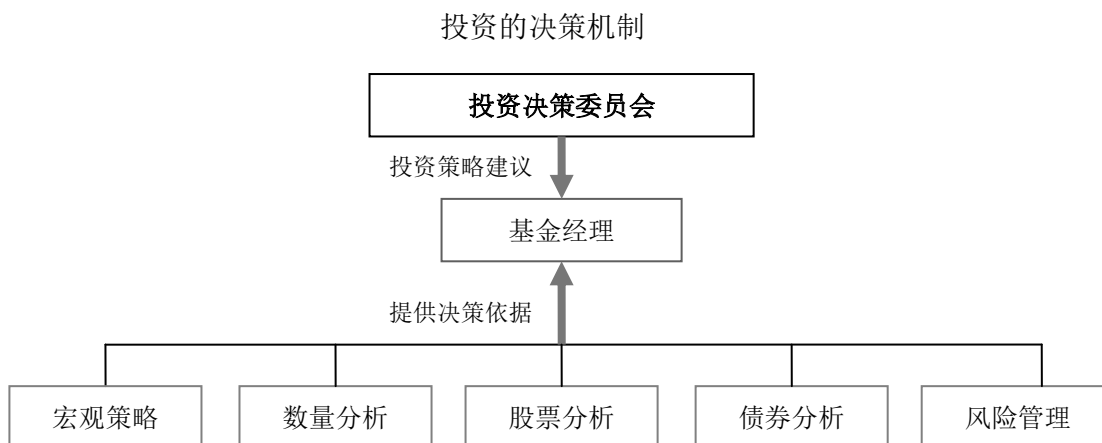 投资的决策机制
投资决策委员会
投资策略建议
基金经理
提供决策依据
宏观策略
数量分析
股票分析
债券分析
风险管理